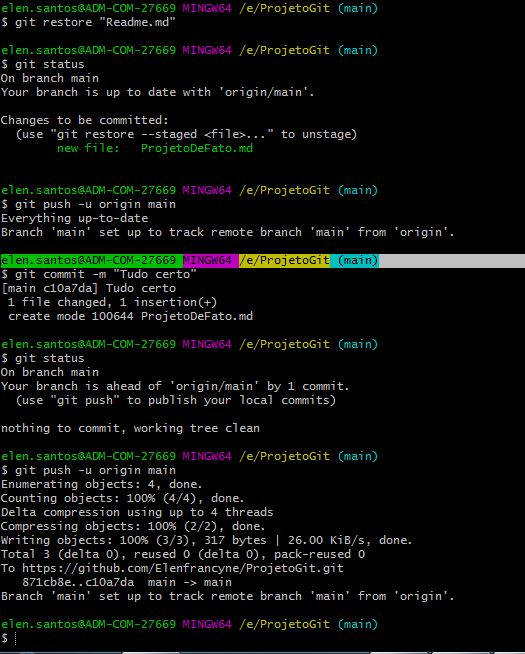 elen.santos@ADM-COM-27669 MINGW64 /e/ProjetoGit (main)
$ git restore "Readme.md"
elen.santos@ADM-COM-27669 MINGW64 /e/ProjetoGit (main)
$ git status
On branch main
Your branch is up to date with 'origin/main'.
Changes to be committed:
  (use "git restore --staged <file>..." to unstage)
        new file:   ProjetoDeFato.md
elen.santos@ADM-COM-27669 MINGW64 /e/ProjetoGit (main)
$ git push -u origin main
Everything up-to-date
Branch 'main' set up to track remote branch 'main' from 'origin'.
elen.santos@ADM-COM-27669 MINGW64 /e/ProjetoGit (main)
$ git commit -m "Tudo certo"
[main c10a7da] Tudo certo
 1 file changed, 1 insertion(+)
 create mode 100644 ProjetoDeFato.md
elen.santos@ADM-COM-27669 MINGW64 /e/ProjetoGit (main)
$ git status
On branch main
Your branch is ahead of 'origin/main' by 1 commit.
  (use "git push" to publish your local commits)
nothing to commit, working tree clean
elen.santos@ADM-COM-27669 MINGW64 /e/ProjetoGit (main)
$ git push -u origin main
Enumerating objects: 4, done.
Counting objects: 100% (4/4), done.
Delta compression using up to 4 threads
Compressing objects: 100% (2/2), done.
Writing objects: 100% (3/3), 317 bytes | 26.00 KiB/s, done.
Total 3 (delta 0), reused 0 (delta 0), pack-reused 0
To https://github.com/Elenfrancyne/ProjetoGit.git
   871cb8e..c10a7da  main -> main
Branch 'main' set up to track remote branch 'main' from 'origin'.
elen.santos@ADM-COM-27669 MINGW64 /e/ProjetoGit (main)
$